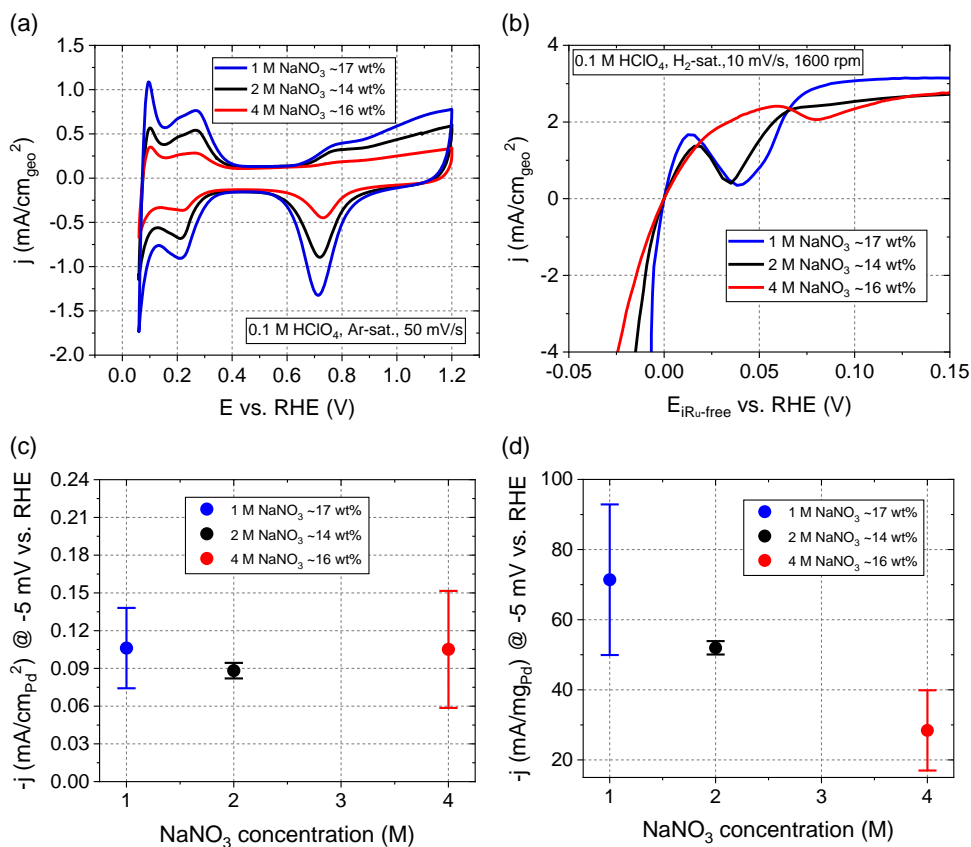 (a)
1.5
1.0
0.5
0.0
-0.5
-1.0
-1.5
-2.0
j (mA/cm_geo²)
1 M NaNO₃ ~17 wt%
2 M NaNO₃ ~14 wt%
4 M NaNO₃ ~16 wt%
0.1 M HClO₄, Ar-sat., 50 mV/s
0.0 0.2 0.4 0.6 0.8 1.0 1.2
E vs. RHE (V)
(b)
4
2
0
-2
-4
j (mA/cm_geo²)
0.1 M HClO₄, H₂-sat.,10 mV/s, 1600 rpm
1 M NaNO₃ ~17 wt%
2 M NaNO₃ ~14 wt%
4 M NaNO₃ ~16 wt%
-0.05 0.00 0.05 0.10 0.15
E_iRu-free vs. RHE (V)
(c)
0.24
0.21
0.18
0.15
0.12
0.09
0.06
0.03
0.00
-j (mA/cm_Pd²) @ -5 mV vs. RHE
1 M NaNO₃ ~17 wt%
2 M NaNO₃ ~14 wt%
4 M NaNO₃ ~16 wt%
1 2 3 4
NaNO₃ concentration (M)
(d)
100
80
60
40
20
-j (mA/mg_Pd) @ -5 mV vs. RHE
1 M NaNO₃ ~17 wt%
2 M NaNO₃ ~14 wt%
4 M NaNO₃ ~16 wt%
1 2 3 4
NaNO₃ concentration (M)